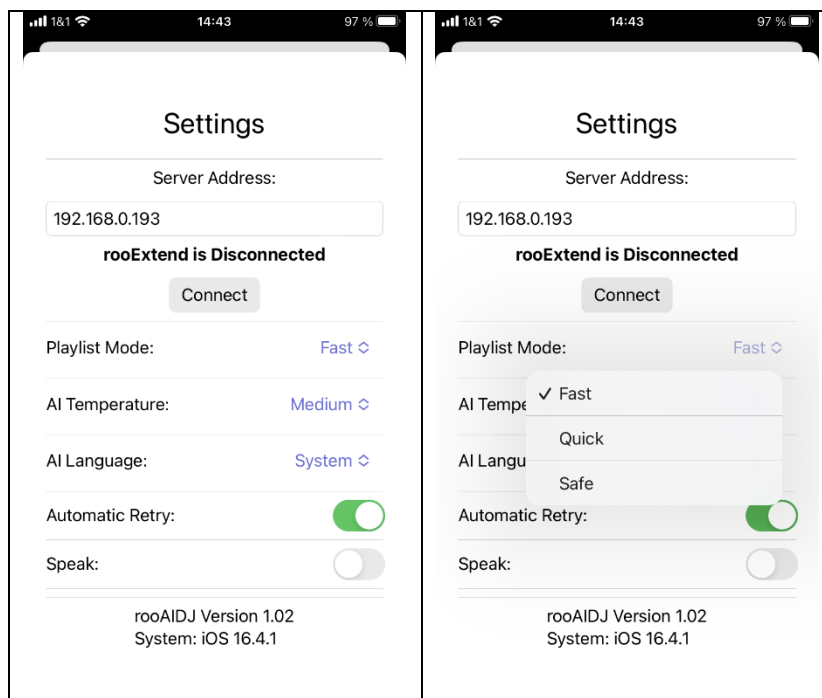 1&1 14:43 97 %
Settings
Server Address:
192.168.0.193
rooExtend is Disconnected
Connect
Playlist Mode: Fast
AI Temperature: Medium
AI Language: System
Automatic Retry:
Speak:
rooAIDJ Version 1.02
System: iOS 16.4.1
1&1 14:43 97 %
Settings
Server Address:
192.168.0.193
rooExtend is Disconnected
Connect
Playlist Mode: Fast
AI Tempe
✓ Fast
Quick
AI Langu
Safe
Automatic Retry:
Speak:
rooAIDJ Version 1.02
System: iOS 16.4.1